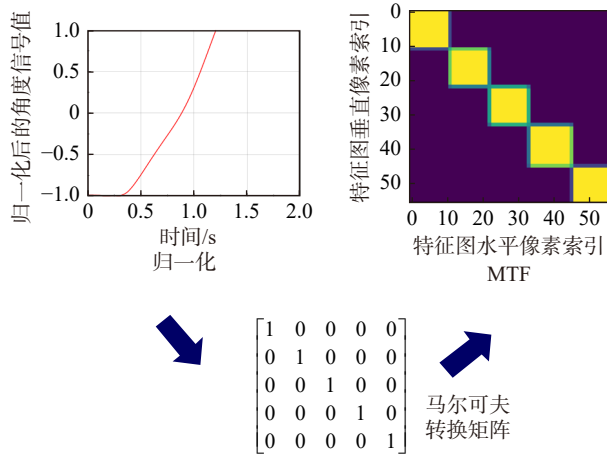 归一化后的角度信号值
1.0
0.5
0
−0.5
−1.0
0 0.5 1.0 1.5 2.0
时间/s
归一化
特征图垂直像素索引
0
10
20
30
40
50
0 10 20 30 40 50
特征图水平像素索引
MTF
1 0 0 0 0
0 1 0 0 0
0 0 1 0 0
0 0 0 1 0
0 0 0 0 1
马尔可夫
转换矩阵